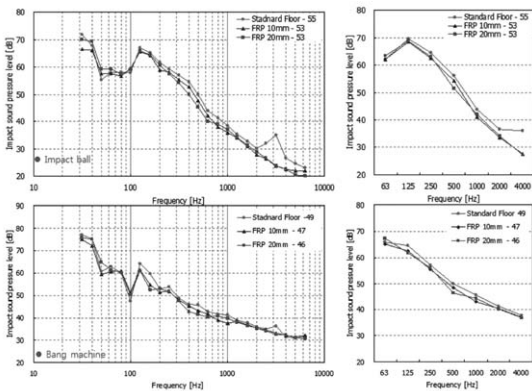 Impact sound pressure level [dB]
80
70
60
50
40
30
20
Stadnard Floor - 55
FRP 10mm - 53
FRP 20mm - 53
Impact ball
10 100 1000 10000
Frequency [Hz]
Impact sound pressure level [dB]
80
70
60
50
40
30
20
Standard Floor - 55
FRP 10mm - 53
FRP 20mm - 53
63 125 250 500 1000 2000 4000
Frequency [Hz]
Impact sound pressure level [dB]
90
80
70
60
50
40
30
Stadnard Floor -49
FRP 10mm - 47
FRP 20mm - 46
Bang machine
10 100 1000 10000
Frequency [Hz]
Impact sound pressure level [dB]
90
80
70
60
50
40
30
Standard Floor 49
FRP 10mm - 47
FRP 20mm - 46
63 125 250 500 1000 2000 4000
Frequency [Hz]